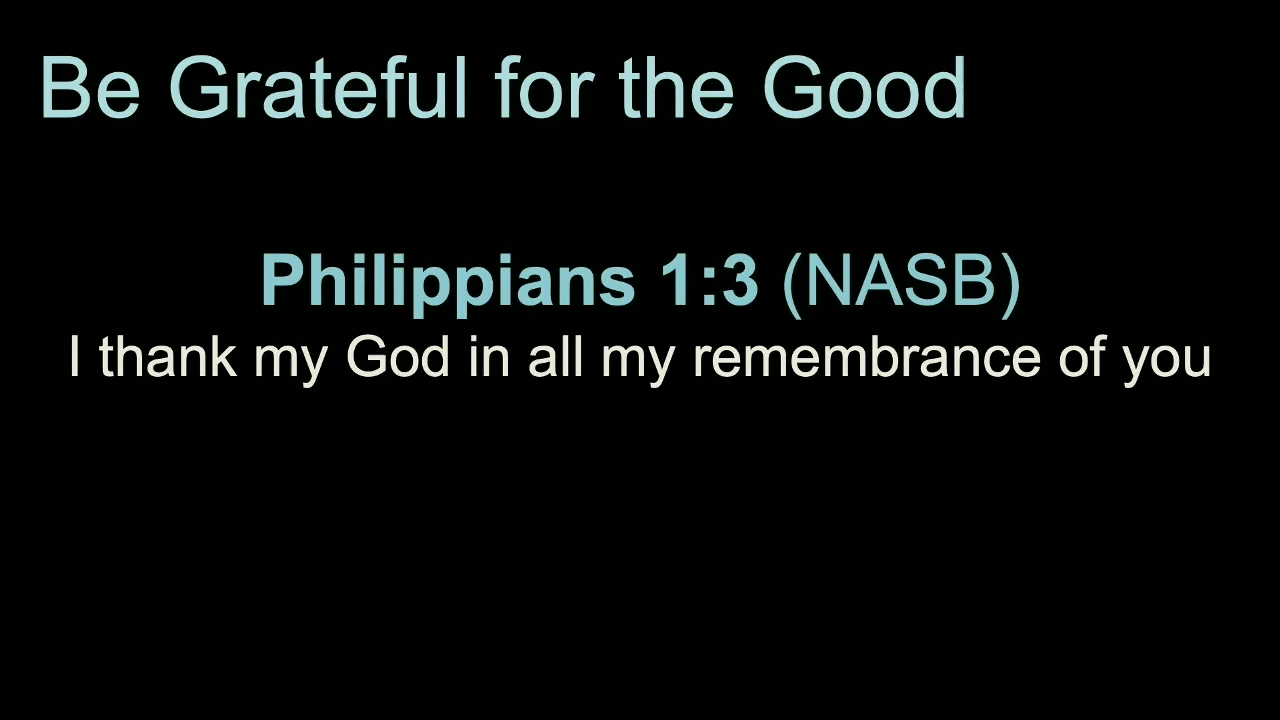 Be Grateful for the Good
Philippians 1:3 (NASB)
I thank my God in all my remembrance of you